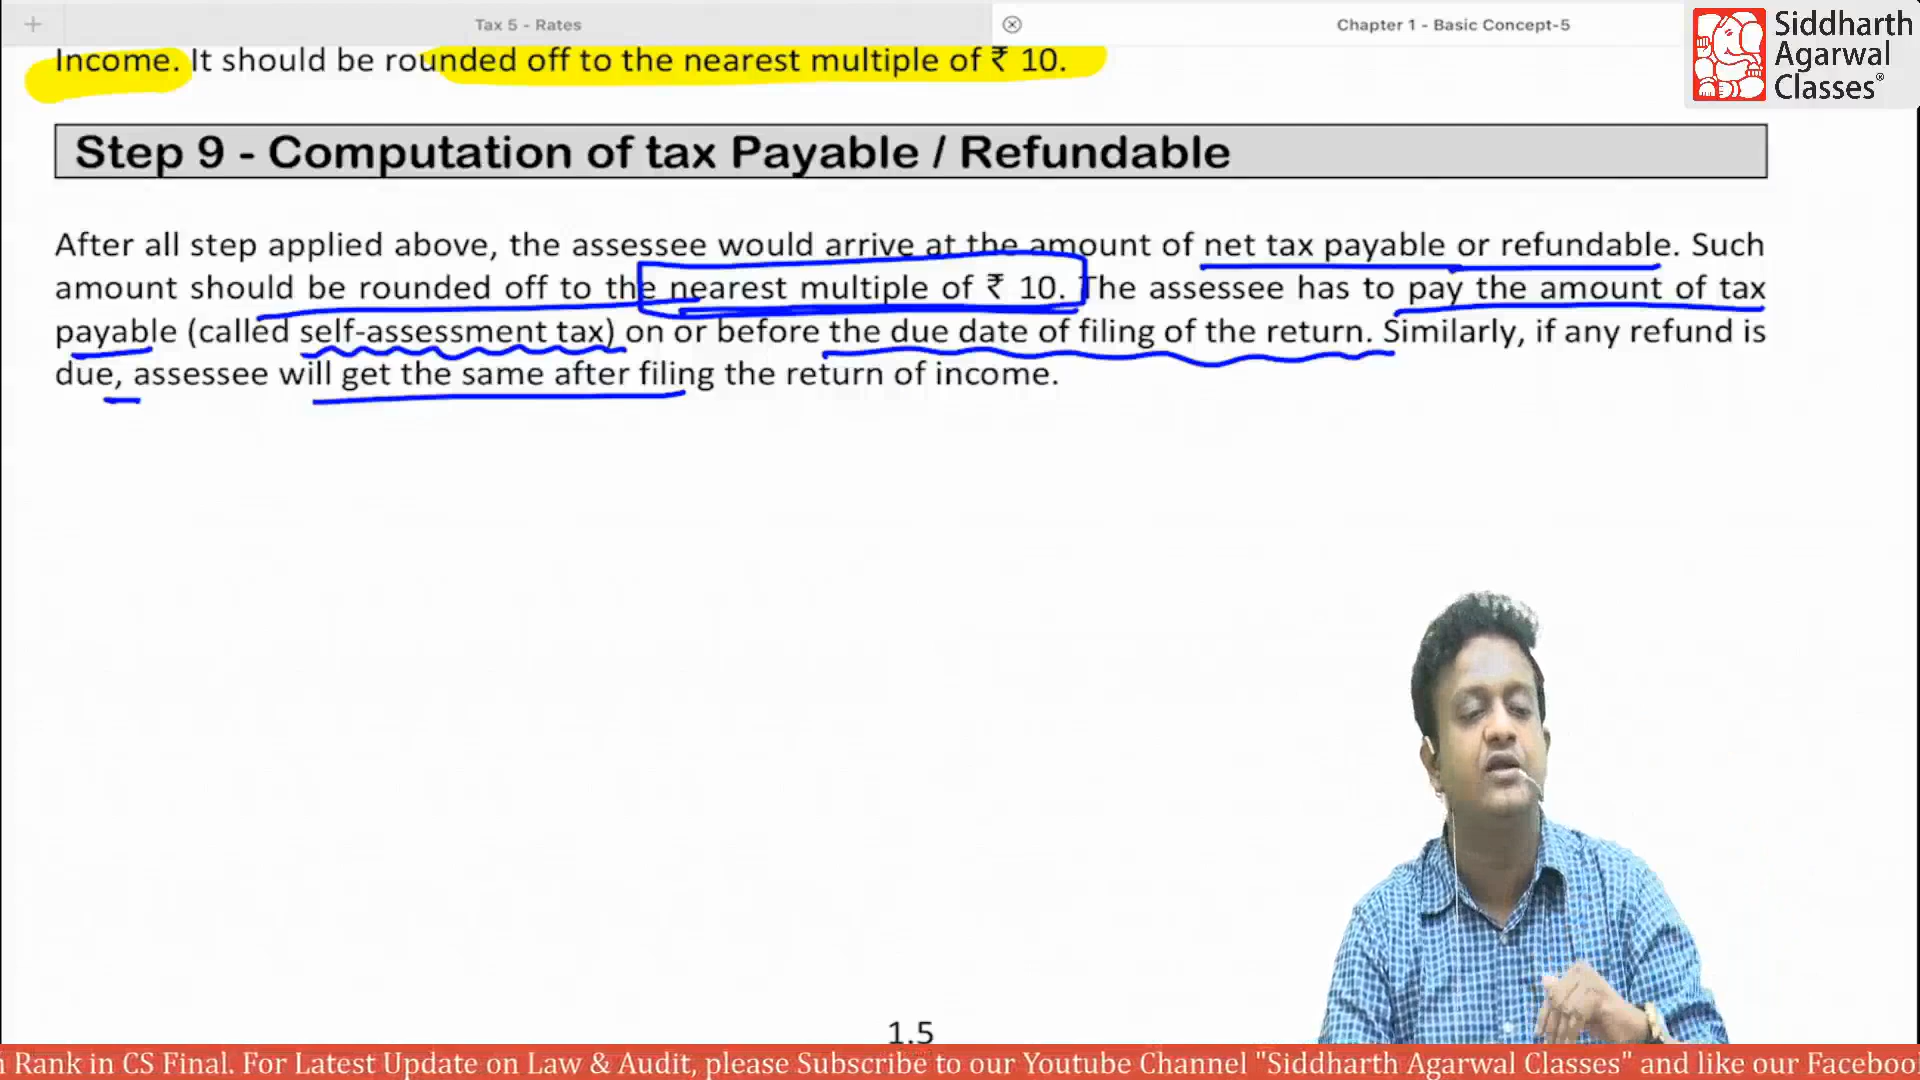 Tax 5 - Rates
Chapter 1 - Basic Concept-5
Siddharth
Agarwal
Classes®
Income. It should be rounded off to the nearest multiple of ₹ 10.
Step 9 - Computation of tax Payable / Refundable
After all step applied above, the assessee would arrive at the amount of net tax payable or refundable. Such
amount should be rounded off to the nearest multiple of ₹ 10. The assessee has to pay the amount of tax
payable (called self-assessment tax) on or before the due date of filing of the return. Similarly, if any refund is
due, assessee will get the same after filing the return of income.
1.5
Rank in CS Final. For Latest Update on Law & Audit, please Subscribe to our Youtube Channel "Siddharth Agarwal Classes" and like our Faceboo